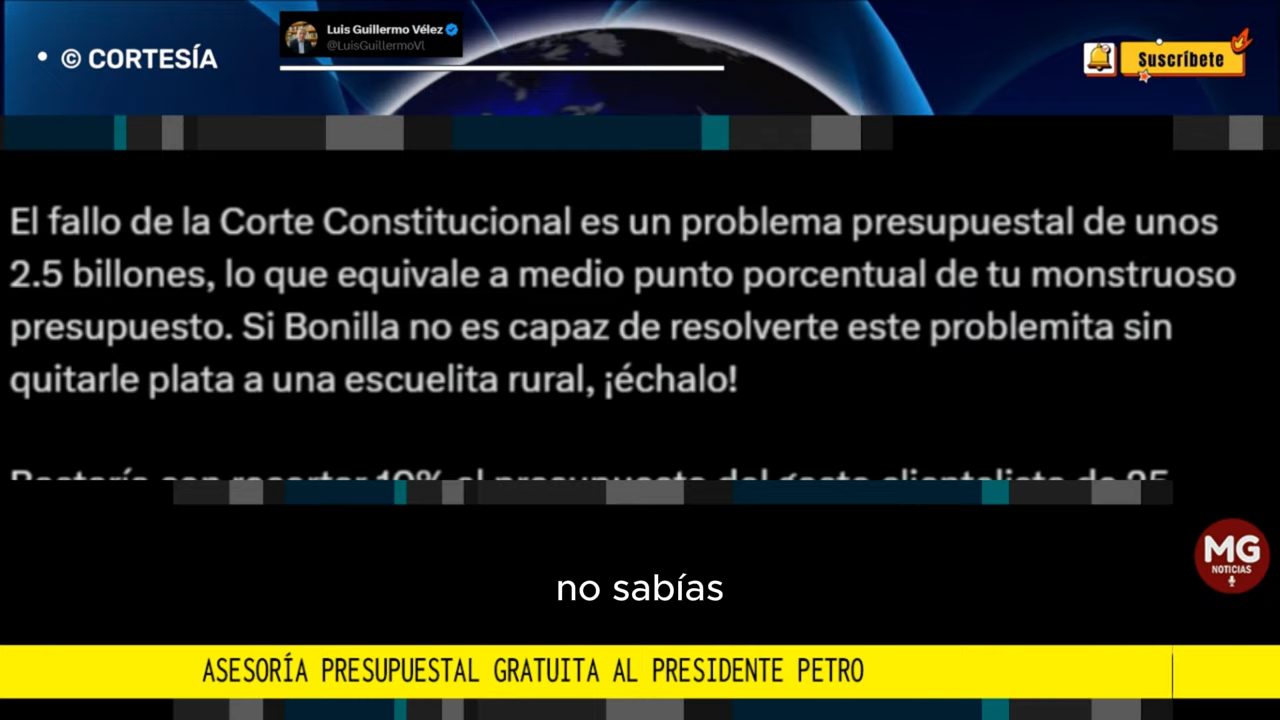 • © CORTESÍA
Luis Guillermo Vélez
@LuisGuillermoVl
Suscríbete
El fallo de la Corte Constitucional es un problema presupuestal de unos
2.5 billones, lo que equivale a medio punto porcentual de tu monstruoso
presupuesto. Si Bonilla no es capaz de resolverte este problemita sin
quitarle plata a una escuelita rural, ¡échalo!
MG
NOTICIAS
no sabías
ASESORÍA PRESUPUESTAL GRATUITA AL PRESIDENTE PETRO